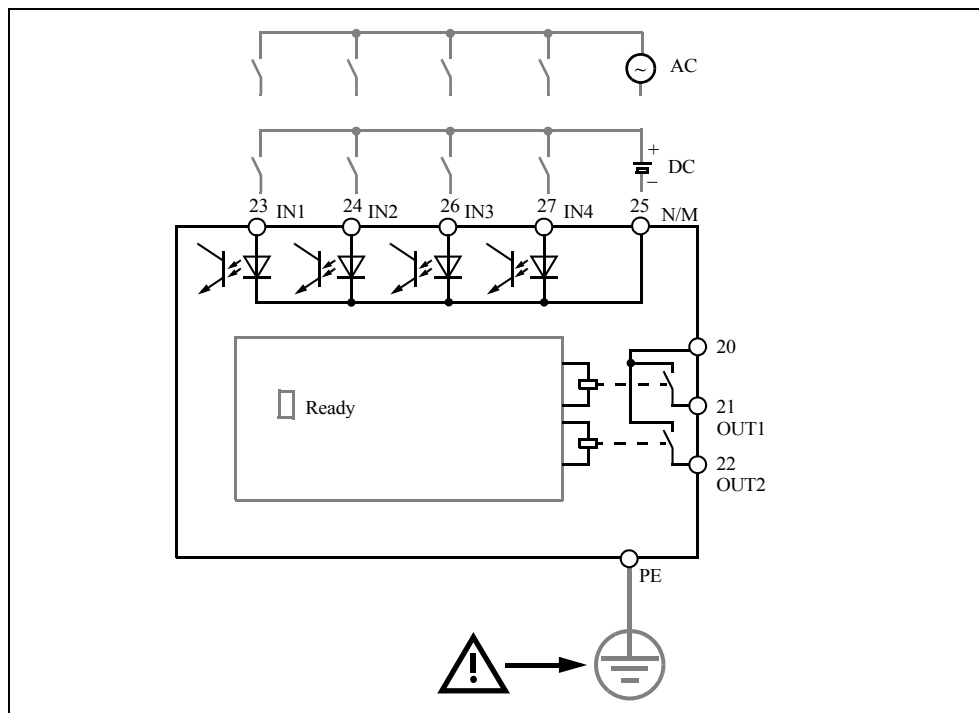 ~ AC
+
DC
–
23 IN1 24 IN2 26 IN3 27 IN4 25 N/M
20
Ready
21
OUT1
22
OUT2
PE
!